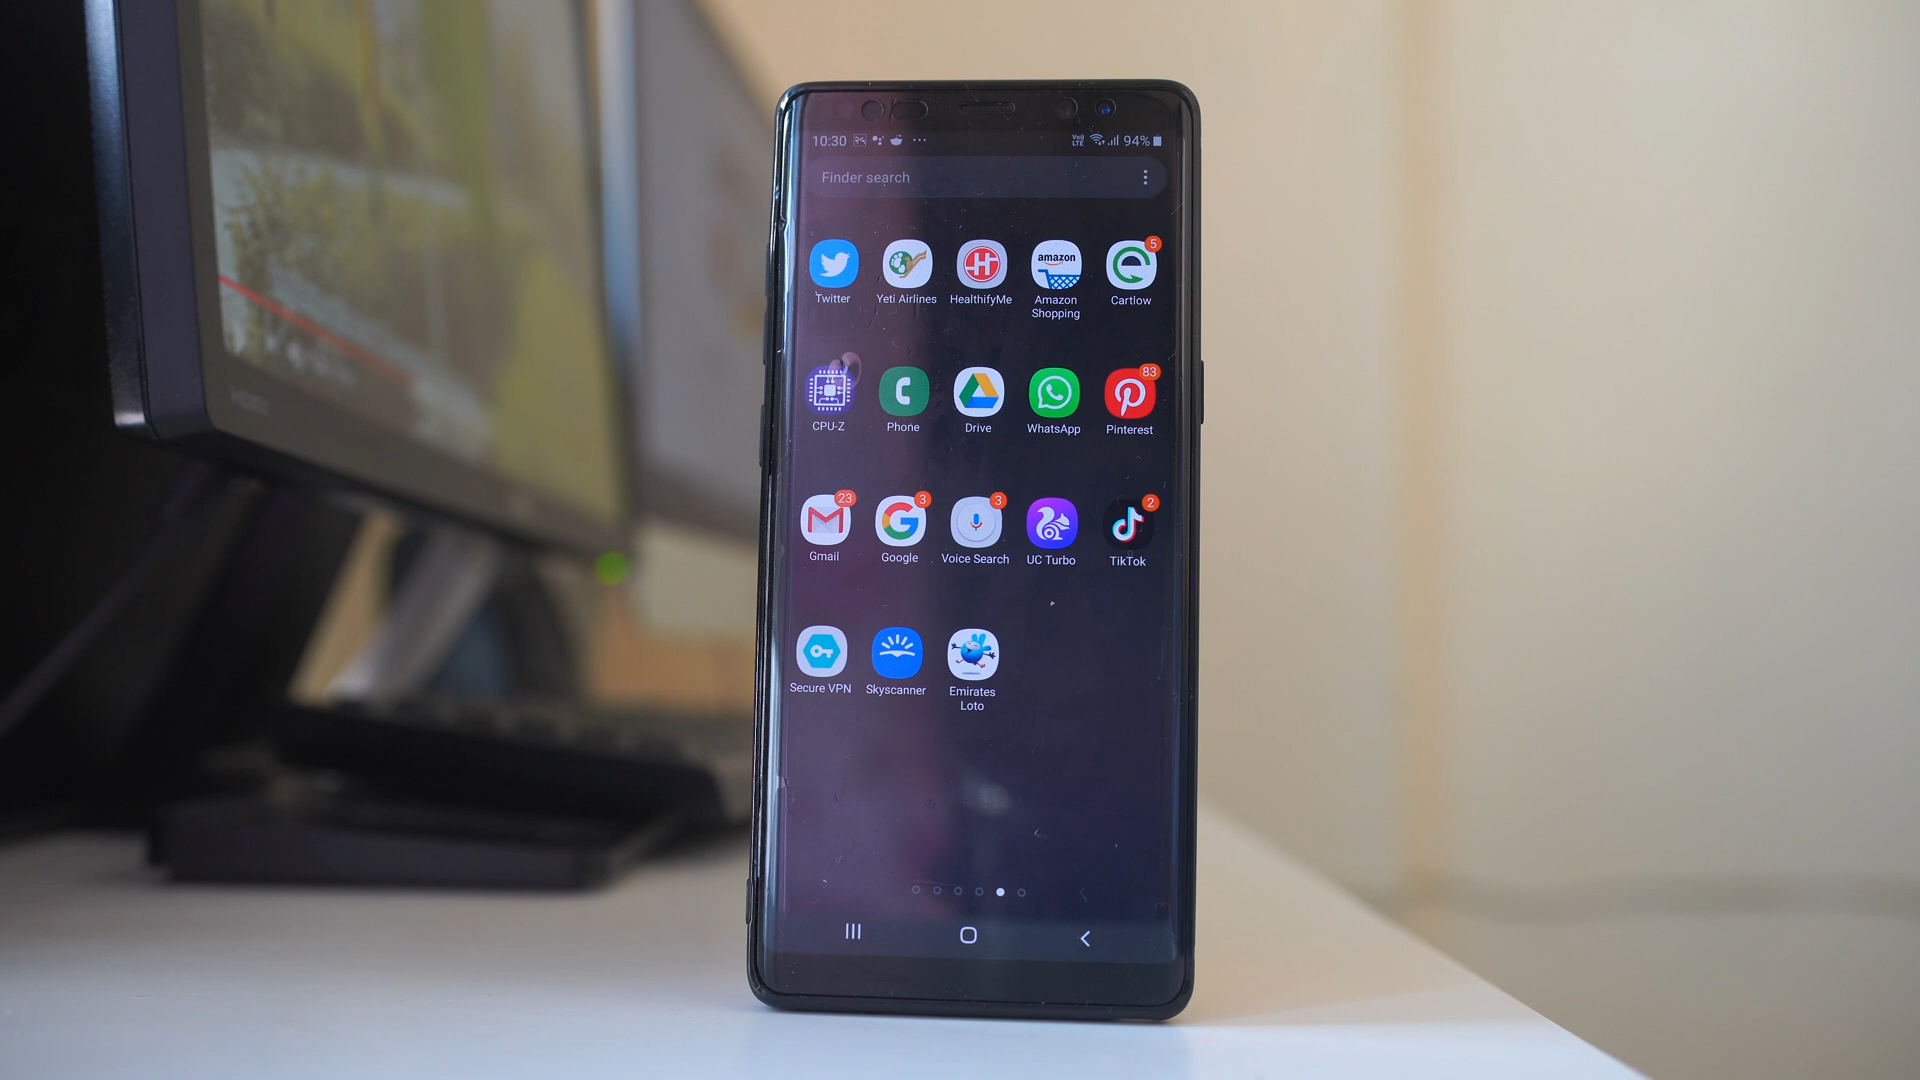 10:30 VoLTE 94%
Finder search
amazon 5
Twitter Yeti Airlines HealthifyMe Amazon Shopping Cartlow
83
CPU-Z Phone Drive WhatsApp Pinterest
23 3 3 2
Gmail Google Voice Search UC Turbo TikTok
Secure VPN Skyscanner Emirates Loto